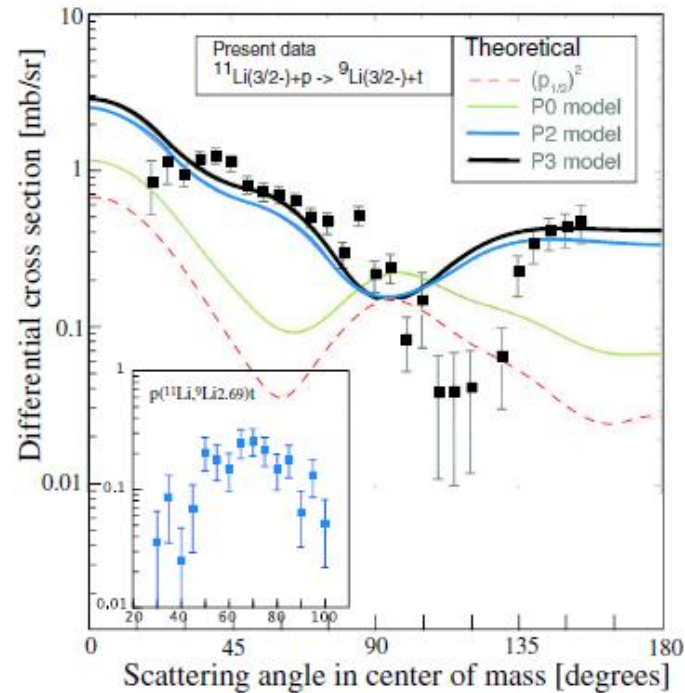 Differential cross section [mb/sr]
10
1
0.1
0.01
Present data
¹¹Li(3/2-)+p -> ⁹Li(3/2-)+t
Theoretical
(p₁/₂)²
P0 model
P2 model
P3 model
1
p(¹¹Li,⁹Li2.69)t
0.1
0.01
20 40 60 80 100
0 45 90 135 180
Scattering angle in center of mass [degrees]